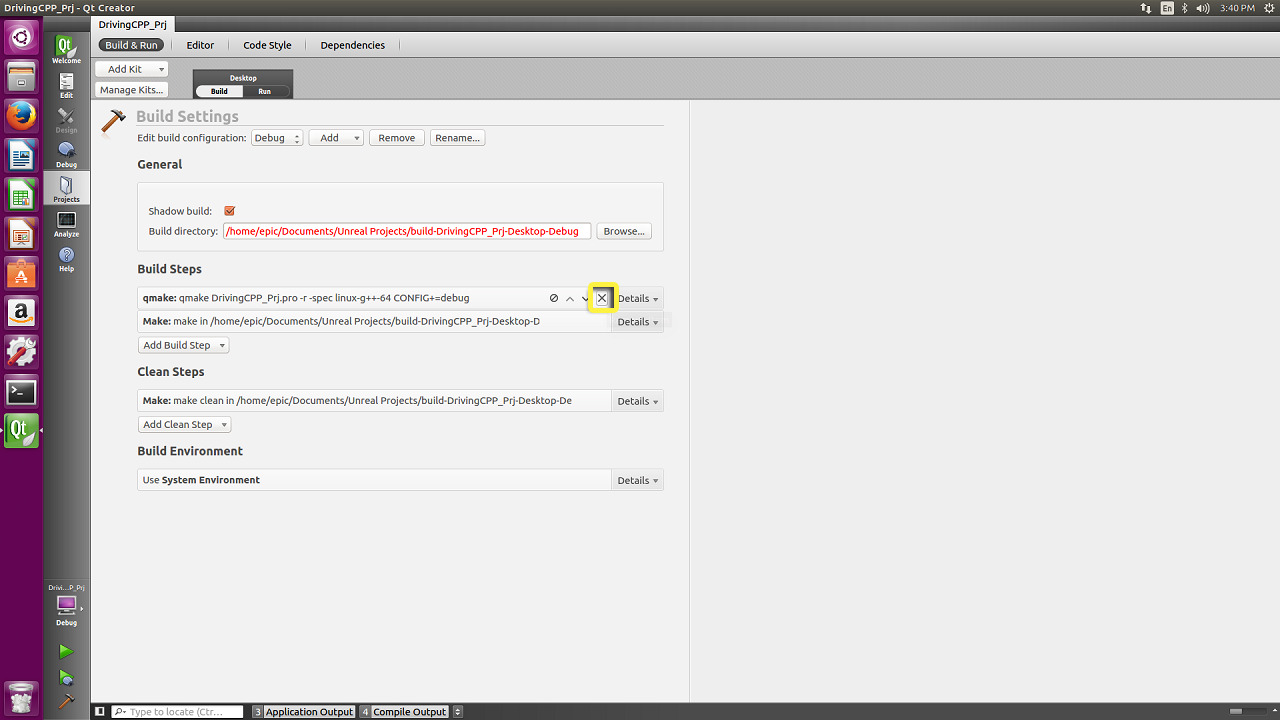 DrivingCPP_Prj - Qt Creator
En
3:40 PM
DrivingCPP_Prj
Qt
Welcome
Build & Run
Editor
Code Style
Dependencies
Edit
Add Kit
Desktop
Manage Kits...
Build
Run
Design
Build Settings
Edit build configuration:
Debug
Add
Remove
Rename...
Debug
General
Projects
Shadow build:
Build directory:
/home/epic/Documents/Unreal Projects/build-DrivingCPP_Prj-Desktop-Debug
Browse...
Analyze
Help
Build Steps
qmake: qmake DrivingCPP_Prj.pro -r -spec linux-g++-64 CONFIG+=debug
Details
Make: make in /home/epic/Documents/Unreal Projects/build-DrivingCPP_Prj-Desktop-D
Details
Add Build Step
Clean Steps
Make: make clean in /home/epic/Documents/Unreal Projects/build-DrivingCPP_Prj-Desktop-De
Details
Add Clean Step
Qt
Build Environment
Use System Environment
Details
Drivi...P_Prj
Debug
Type to locate (Ctr...
3 Application Output
4 Compile Output